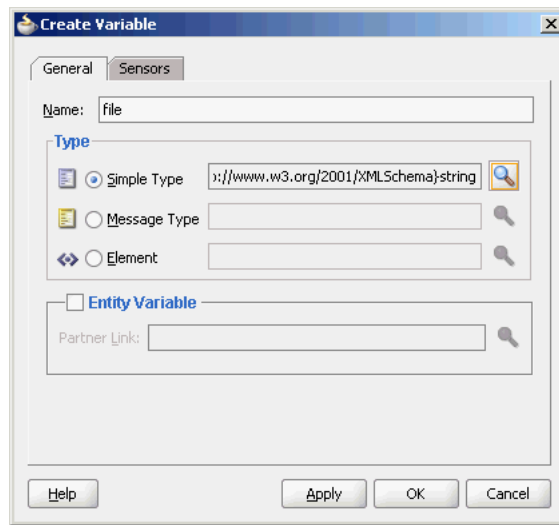 Create Variable
General Sensors
Name: file
Type
Simple Type ://www.w3.org/2001/XMLSchema}string
Message Type
Element
Entity Variable
Partner Link:
Help Apply OK Cancel